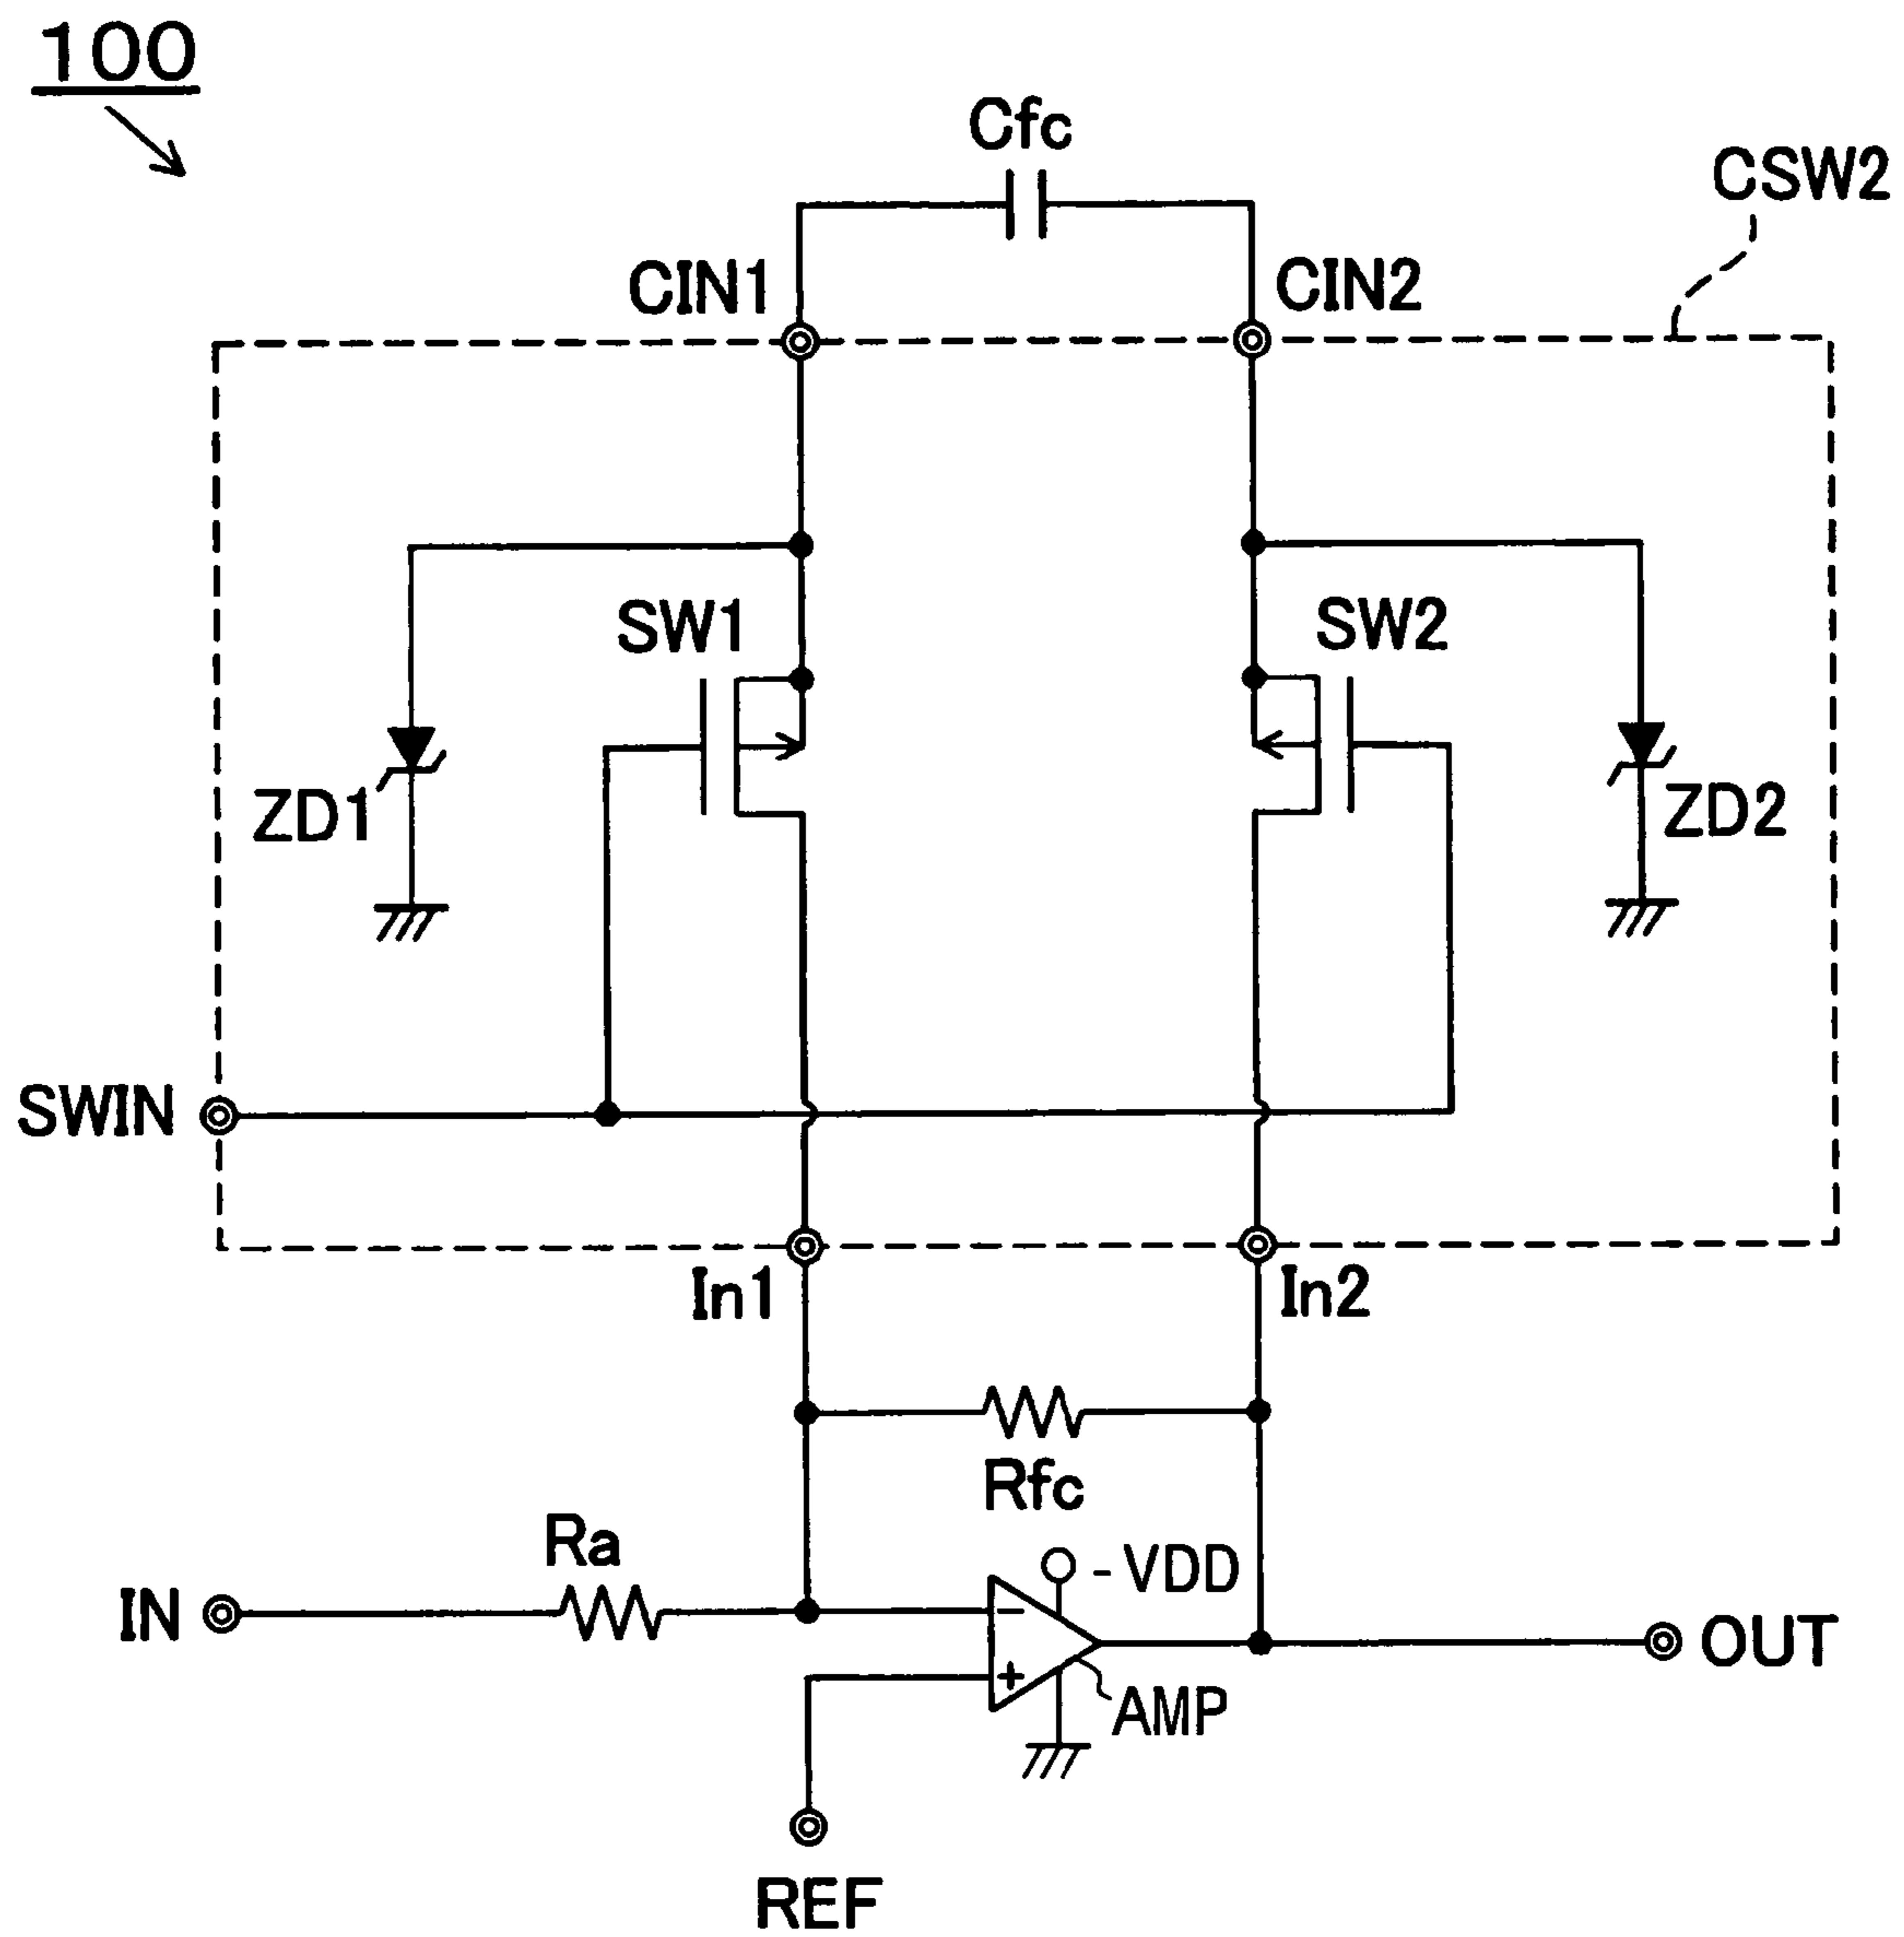 100
Cfc
CSW2
CIN1
CIN2
SW1
SW2
ZD1
ZD2
SWIN
In1
In2
Rfc
Ra
-VDD
IN
−
+
OUT
AMP
REF